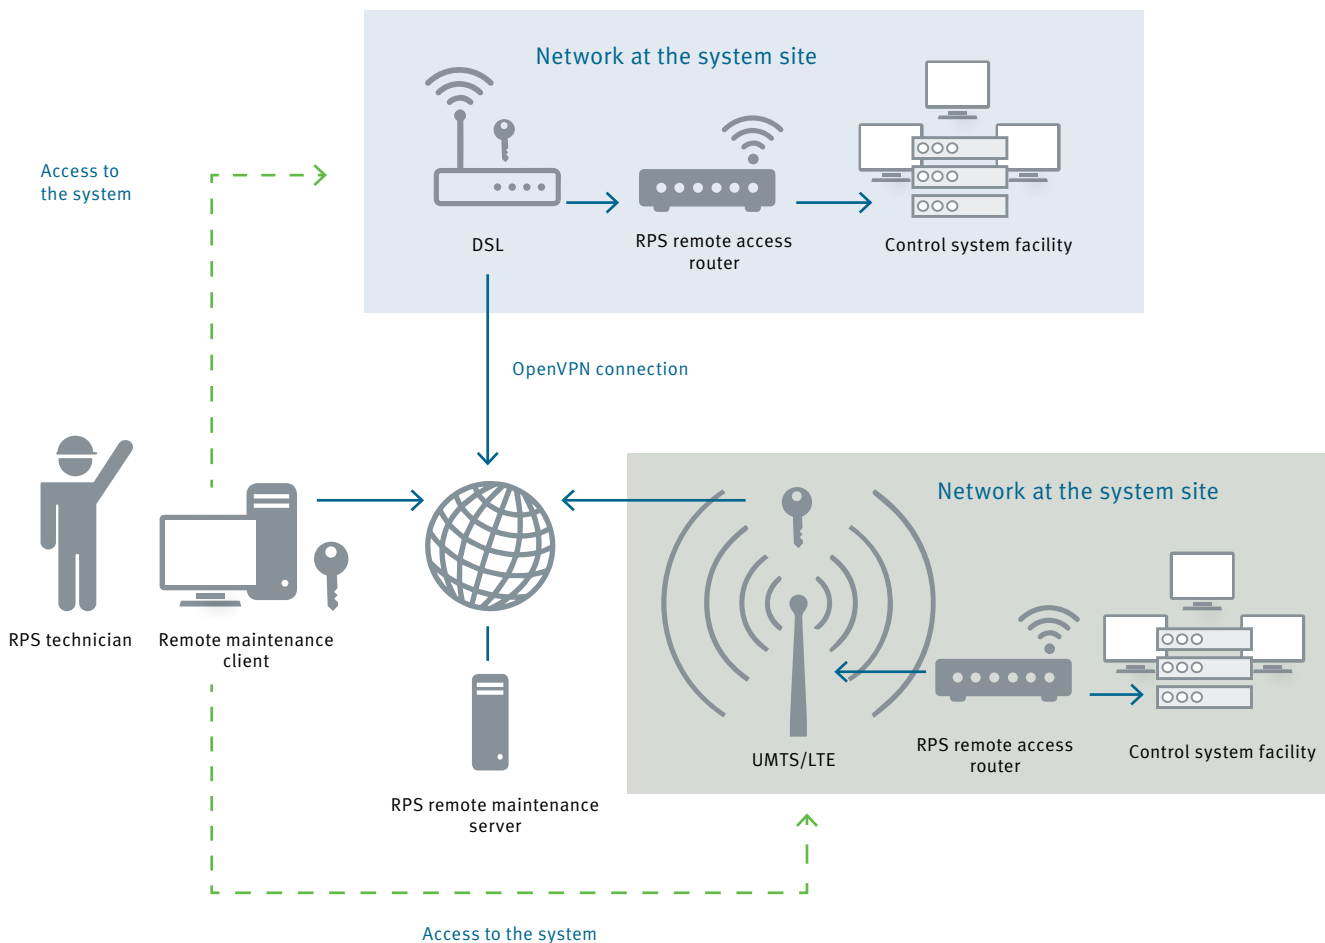 Network at the system site
Access to
the system
DSL
RPS remote access
router
Control system facility
OpenVPN connection
Network at the system site
RPS technician
Remote maintenance
client
UMTS/LTE
RPS remote access
router
Control system facility
RPS remote maintenance
server
Access to the system